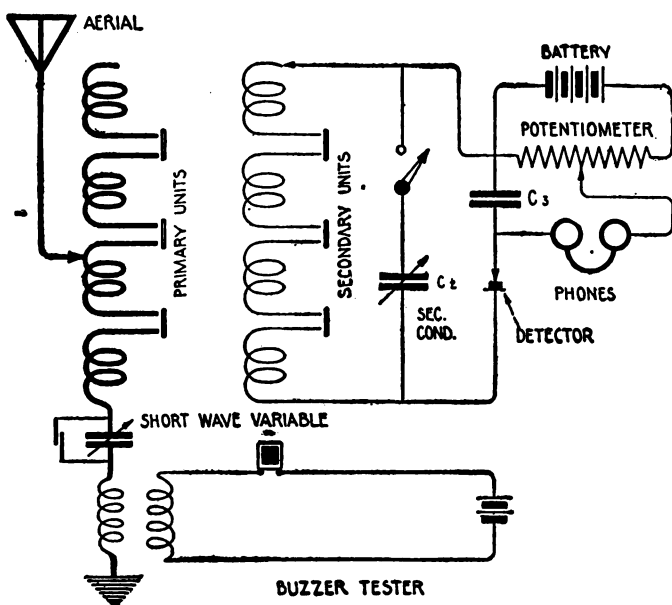 AERIAL
BATTERY
POTENTIOMETER
PRIMARY UNITS
SECONDARY UNITS
C3
C2
SEC.
COND.
PHONES
DETECTOR
SHORT WAVE VARIABLE
BUZZER TESTER